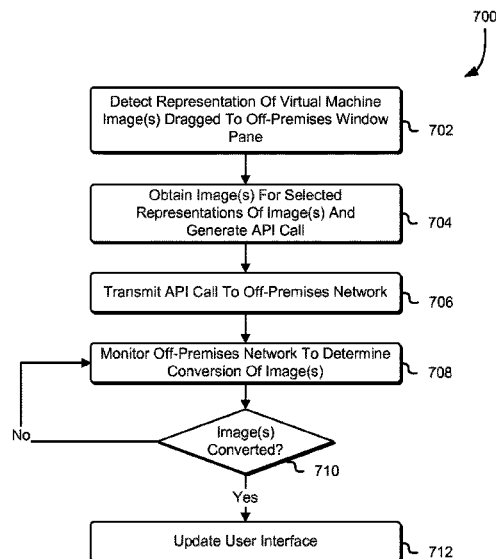 700
Detect Representation Of Virtual Machine
Image(s) Dragged To Off-Premises Window
Pane
702
Obtain Image(s) For Selected
Representations Of Image(s) And
Generate API Call
704
Transmit API Call To Off-Premises Network
706
Monitor Off-Premises Network To Determine
Conversion Of Image(s)
708
No
Image(s)
Converted?
710
Yes
Update User Interface
712